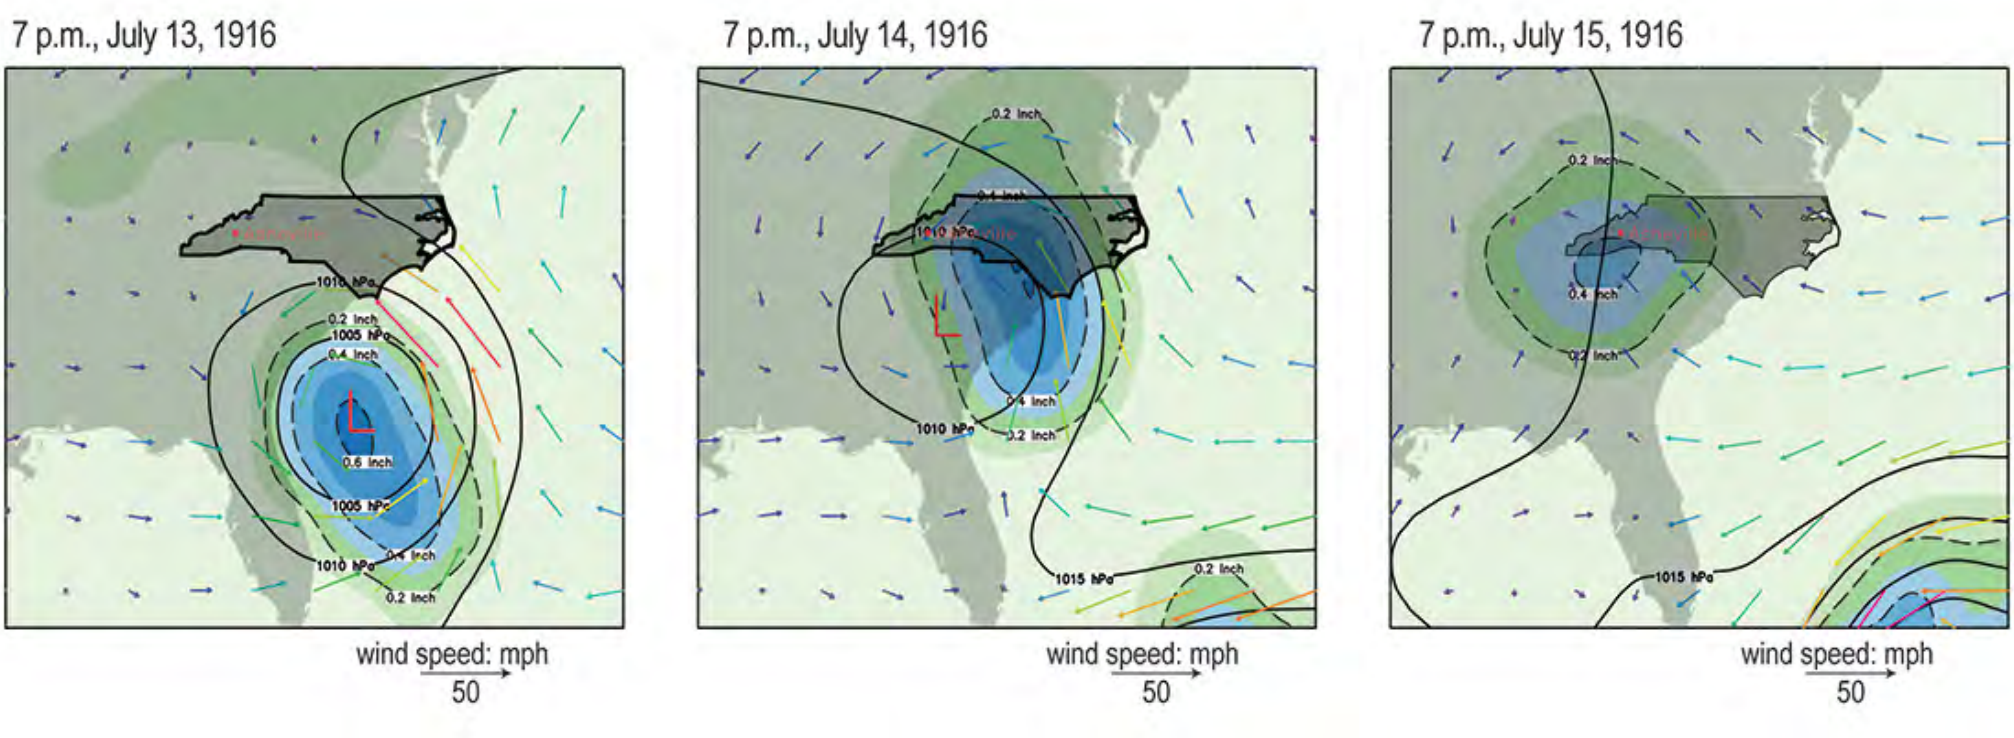 7 p.m., July 13, 1916
Asheville
1010 hPa
0.2 Inch
1005 hPa
0.4 Inch
L
0.6 Inch
1005 hPa
0.4 Inch
1010 hPa
0.2 Inch
wind speed: mph
50
7 p.m., July 14, 1916
0.2 Inch
0.4 Inch
1010 hPa
L
0.4 Inch
1010 hPa
0.2 Inch
0.2 Inch
1015 hPa
wind speed: mph
50
7 p.m., July 15, 1916
0.2 Inch
Asheville
0.4 Inch
0.2 Inch
1015 hPa
wind speed: mph
50